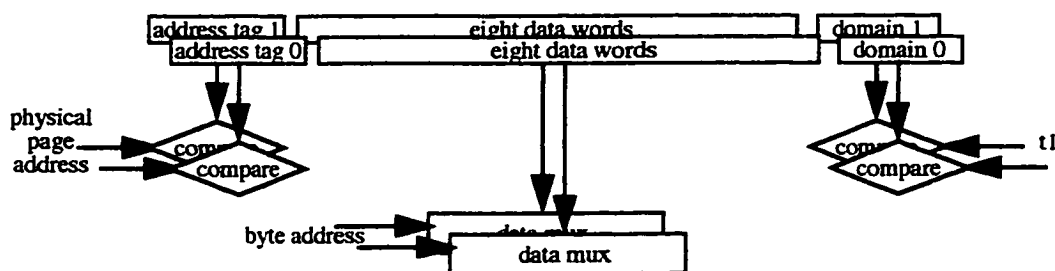 address tag 1 eight data words domain 1
address tag 0 eight data words domain 0
physical
page
address
compare
compare
t1
byte address
data mux
data mux